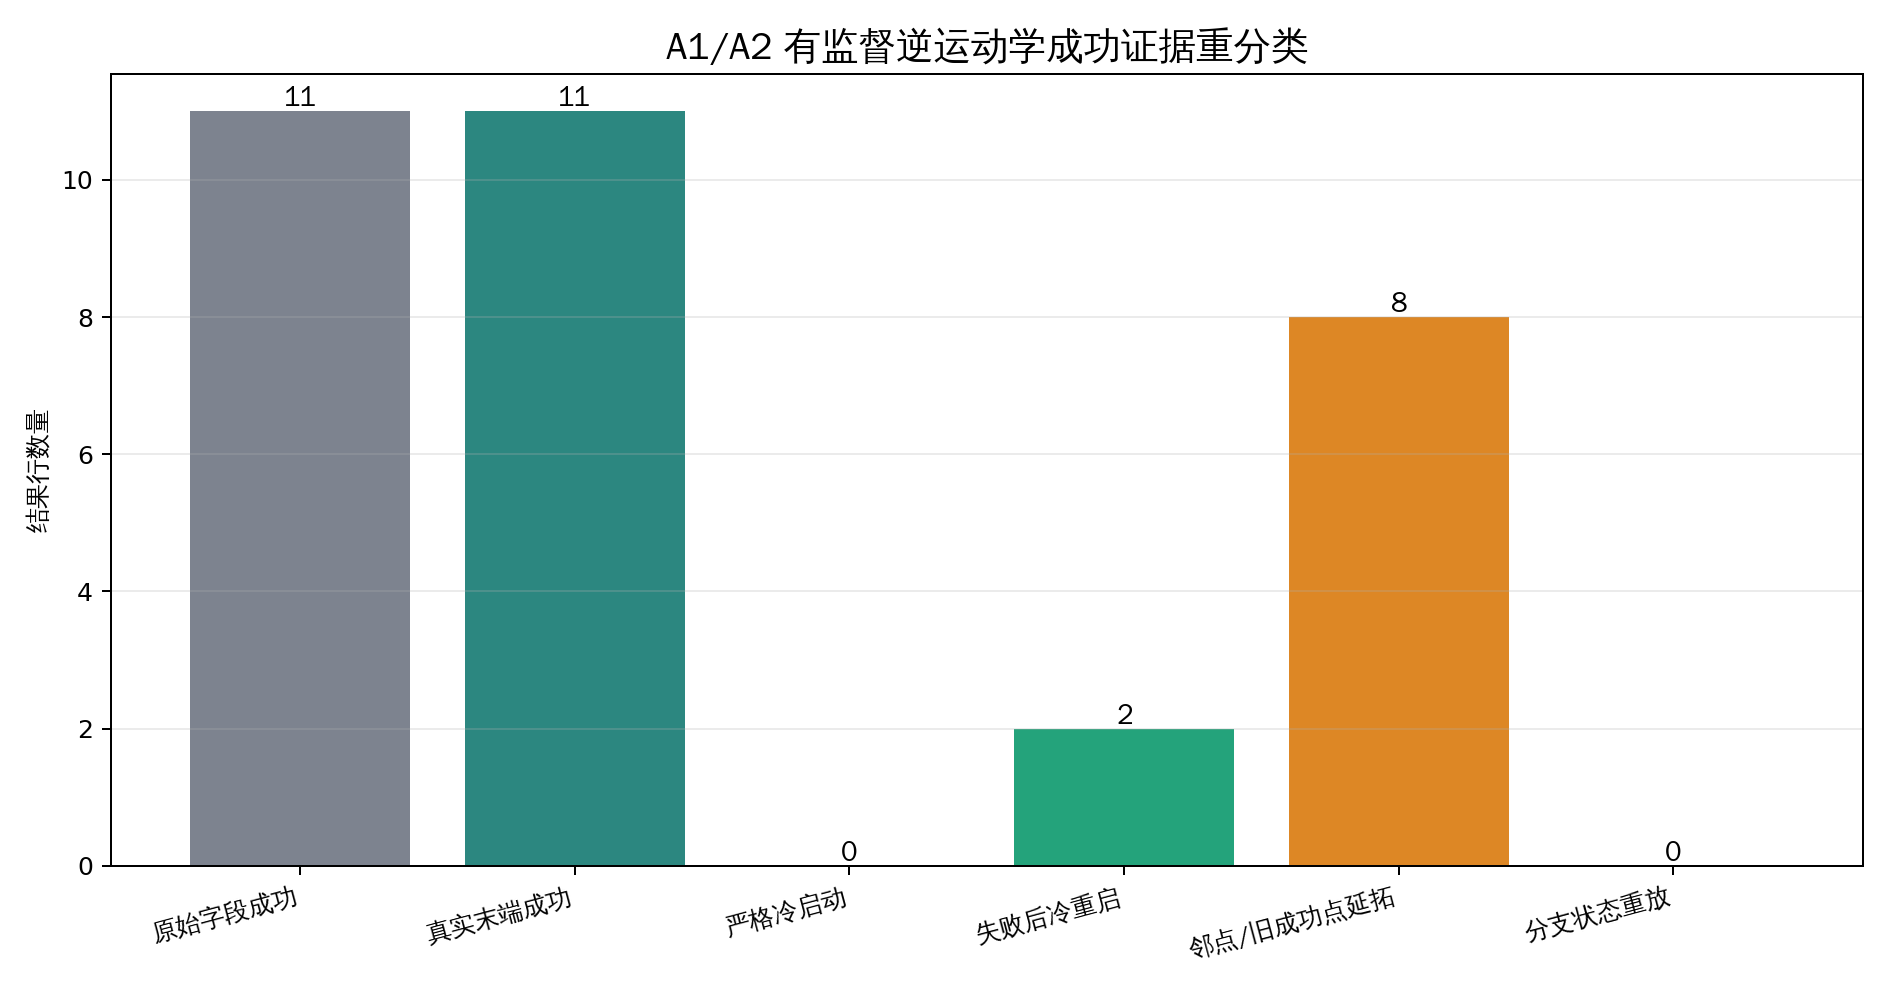 A1/A2 有监督逆运动学成功证据重分类
11
11
0
2
8
0
10
8
6
4
2
0
结果行数量
原始字段成功
真实末端成功
严格冷启动
失败后冷重启
邻点/旧成功点延拓
分支状态重放